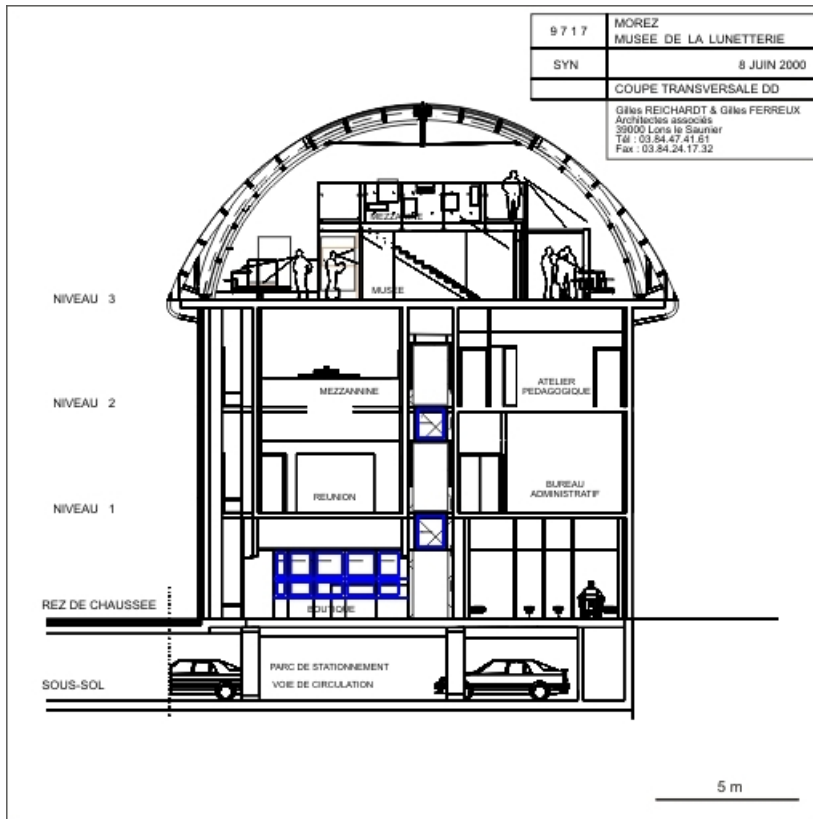 9717
MOREZ
MUSEE DE LA LUNETTERIE
SYN
8 JUIN 2000
COUPE TRANSVERSALE DD
Gilles REICHARDT & Gilles FERREUX
Architectes associés
39000 Lons le Saunier
Tél : 03.84.47.41.61
Fax : 03.84.24.17.32
MEZZANINE
MUSEE
NIVEAU 3
MEZZANNINE
ATELIER
PEDAGOGIQUE
NIVEAU 2
REUNION
BUREAU
ADMINISTRATIF
NIVEAU 1
BOUTIQUE
REZ DE CHAUSSEE
PARC DE STATIONNEMENT
VOIE DE CIRCULATION
SOUS-SOL
5 m